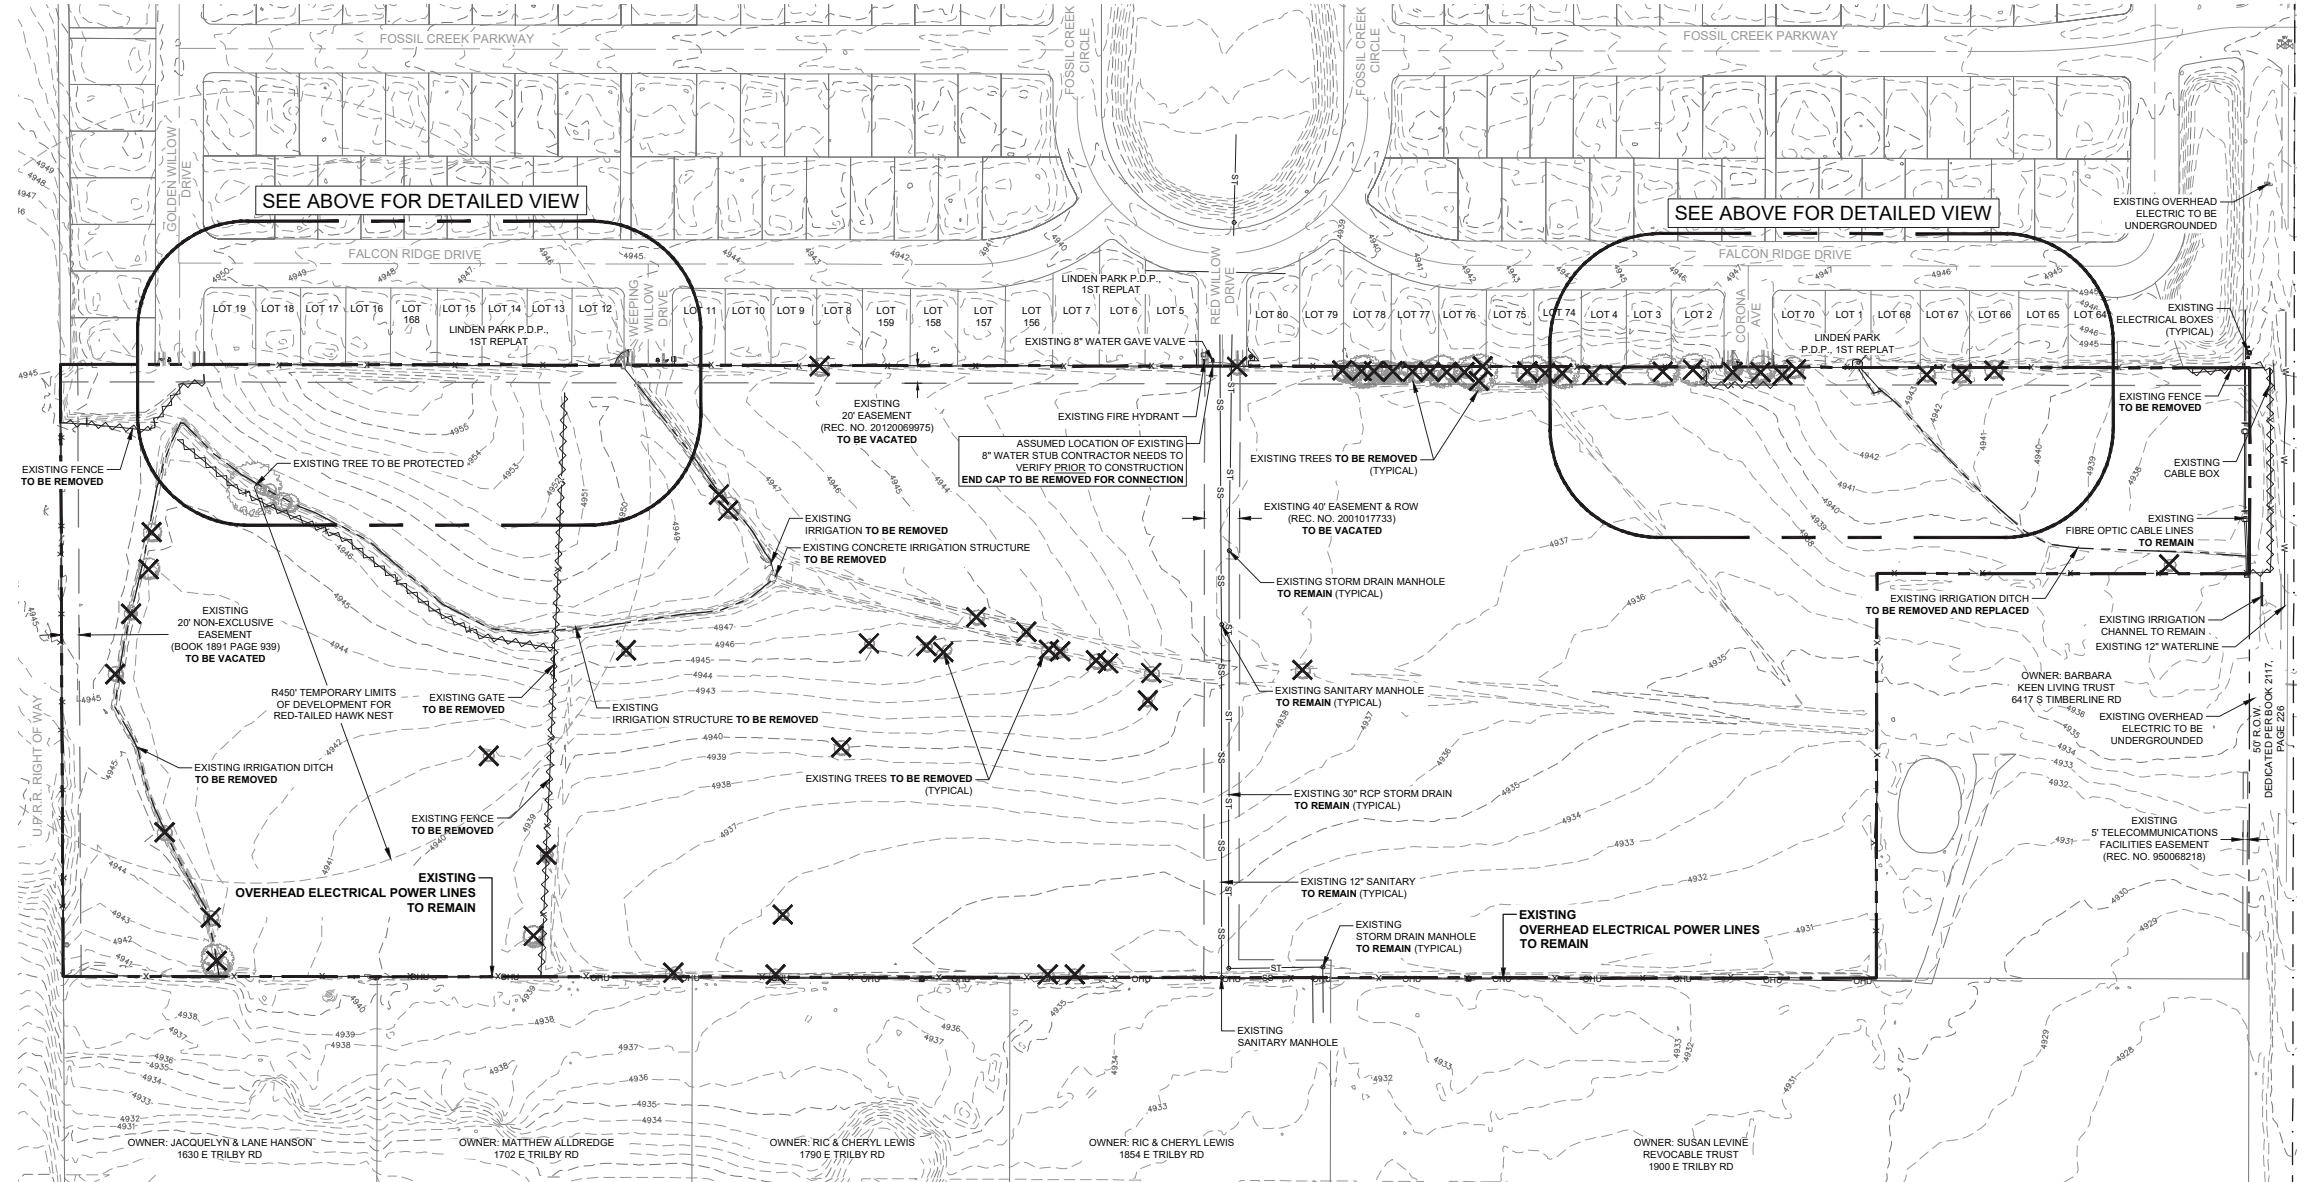 FOSSIL CREEK PARKWAY
FOSSIL CREEK
CIRCLE
FOSSIL CREEK
CIRCLE
FOSSIL CREEK PARKWAY
GOLDEN WILLOW
DRIVE
SEE ABOVE FOR DETAILED VIEW
SEE ABOVE FOR DETAILED VIEW
EXISTING OVERHEAD
ELECTRIC TO BE
UNDERGROUNDED
FALCON RIDGE DRIVE
FALCON RIDGE DRIVE
WEEPING
WILLOW
DRIVE
RED WILLOW
DRIVE
CORONA
AVE
LINDEN PARK P.D.P.,
1ST REPLAT
LOT 19
LOT 18
LOT 17
LOT 16
LOT
168
LOT 15
LOT 14
LOT 13
LOT 12
LOT 11
LOT 10
LOT 9
LOT 8
LOT
159
LOT
158
LOT
157
LOT
156
LOT 7
LOT 6
LOT 5
LOT 80
LOT 79
LOT 78
LOT 77
LOT 76
LOT 75
LOT 74
LOT 4
LOT 3
LOT 2
LOT 70
LOT 1
LOT 68
LOT 67
LOT 66
LOT 65
LOT 64
LINDEN PARK P.D.P.,
1ST REPLAT
LINDEN PARK
P.D.P., 1ST REPLAT
EXISTING
ELECTRICAL BOXES
(TYPICAL)
EXISTING 8" WATER GAVE VALVE
EXISTING FIRE HYDRANT
EXISTING
20' EASEMENT
(REC. NO. 20120069975)
TO BE VACATED
ASSUMED LOCATION OF EXISTING
8" WATER STUB CONTRACTOR NEEDS TO
VERIFY PRIOR TO CONSTRUCTION
END CAP TO BE REMOVED FOR CONNECTION
EXISTING TREES TO BE REMOVED
(TYPICAL)
EXISTING FENCE
TO BE REMOVED
EXISTING
CABLE BOX
EXISTING FENCE
TO BE REMOVED
EXISTING TREE TO BE PROTECTED
EXISTING
IRRIGATION TO BE REMOVED
EXISTING CONCRETE IRRIGATION STRUCTURE
TO BE REMOVED
EXISTING 40' EASEMENT & ROW
(REC. NO. 2001017733)
TO BE VACATED
EXISTING
FIBRE OPTIC CABLE LINES
TO REMAIN
EXISTING STORM DRAIN MANHOLE
TO REMAIN (TYPICAL)
EXISTING IRRIGATION DITCH
TO BE REMOVED AND REPLACED
EXISTING
20' NON-EXCLUSIVE
EASEMENT
(BOOK 1891 PAGE 939)
TO BE VACATED
EXISTING IRRIGATION
CHANNEL TO REMAIN
EXISTING 12" WATERLINE
R450' TEMPORARY LIMITS
OF DEVELOPMENT FOR
RED-TAILED HAWK NEST
EXISTING GATE
TO BE REMOVED
EXISTING
IRRIGATION STRUCTURE TO BE REMOVED
EXISTING SANITARY MANHOLE
TO REMAIN (TYPICAL)
OWNER: BARBARA
KEEN LIVING TRUST
6417 S TIMBERLINE RD
EXISTING OVERHEAD
ELECTRIC TO BE
UNDERGROUNDED
50' R.O.W.
DEDICATED PER BOOK 2117,
PAGE 226
U.P.R.R. RIGHT OF WAY
EXISTING IRRIGATION DITCH
TO BE REMOVED
EXISTING TREES TO BE REMOVED
(TYPICAL)
EXISTING 30" RCP STORM DRAIN
TO REMAIN (TYPICAL)
EXISTING FENCE
TO BE REMOVED
EXISTING
5' TELECOMMUNICATIONS
FACILITIES EASEMENT
(REC. NO. 950068218)
EXISTING
OVERHEAD ELECTRICAL POWER LINES
TO REMAIN
EXISTING 12" SANITARY
TO REMAIN (TYPICAL)
EXISTING
STORM DRAIN MANHOLE
TO REMAIN (TYPICAL)
EXISTING
OVERHEAD ELECTRICAL POWER LINES
TO REMAIN
EXISTING
SANITARY MANHOLE
OWNER: JACQUELYN & LANE HANSON
1630 E TRILBY RD
OWNER: MATTHEW ALLDREDGE
1702 E TRILBY RD
OWNER: RIC & CHERYL LEWIS
1790 E TRILBY RD
OWNER: RIC & CHERYL LEWIS
1854 E TRILBY RD
OWNER: SUSAN LEVINE
REVOCABLE TRUST
1900 E TRILBY RD